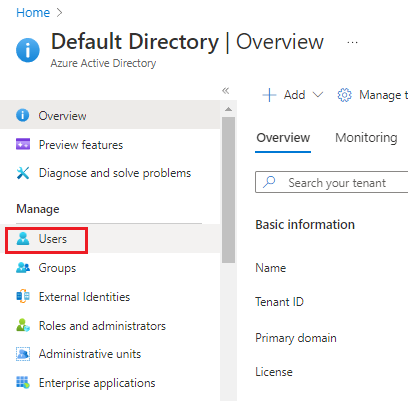 Home >
Default Directory | Overview ...
Azure Active Directory
«
+ Add Manage t
Overview
Preview features
Diagnose and solve problems
Manage
Users
Groups
External Identities
Roles and administrators
Administrative units
Enterprise applications
Overview Monitoring
Search your tenant
Basic information
Name
Tenant ID
Primary domain
License